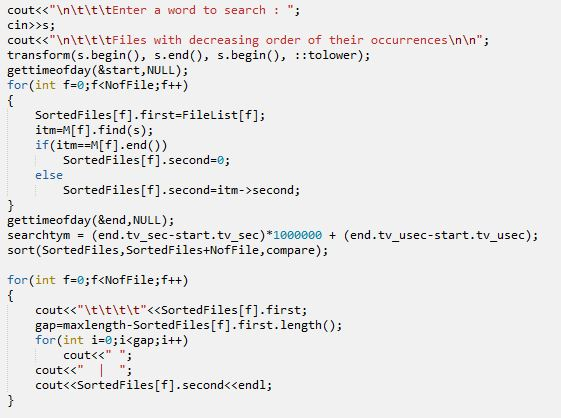 cout<<"\n\t\t\tEnter a word to search : ";
cin>>s;
cout<<"\n\t\t\tFiles with decreasing order of their occurrences\n\n";
transform(s.begin(), s.end(), s.begin(), ::tolower);
gettimeofday(&start,NULL);
for(int f=0;f<NofFile;f++)
{
    SortedFiles[f].first=FileList[f];
    itm=M[f].find(s);
    if(itm==M[f].end())
        SortedFiles[f].second=0;
    else
        SortedFiles[f].second=itm->second;
}
gettimeofday(&end,NULL);
searchtym = (end.tv_sec-start.tv_sec)*1000000 + (end.tv_usec-start.tv_usec);
sort(SortedFiles,SortedFiles+NofFile,compare);

for(int f=0;f<NofFile;f++)
{
    cout<<"\t\t\t\t"<<SortedFiles[f].first;
    gap=maxlength-SortedFiles[f].first.length();
    for(int i=0;i<gap;i++)
        cout<<" ";
    cout<<"  |  ";
    cout<<SortedFiles[f].second<<endl;
}